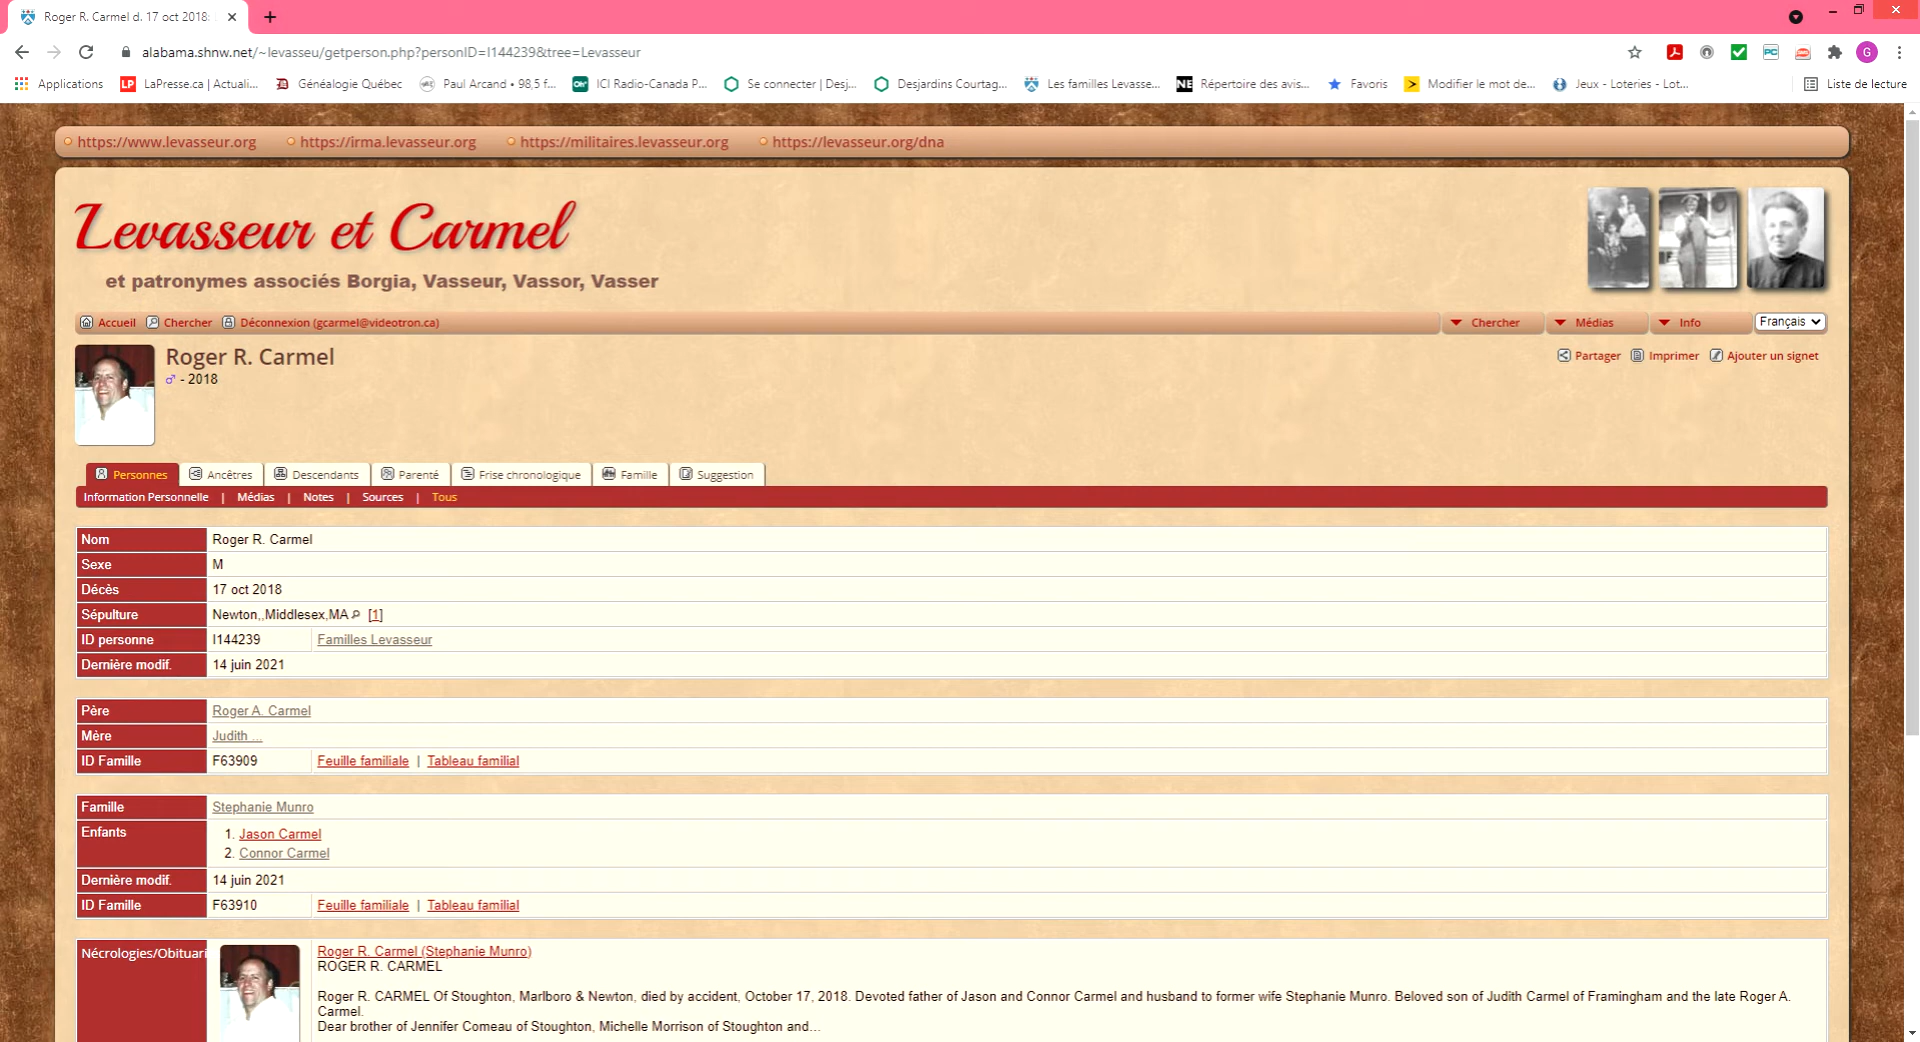 Roger R. Carmel d. 17 oct 2018:
alabama.shnw.net/~levasseu/getperson.php?personID=I144239&tree=Levasseur
G
Applications LaPresse.ca | Actuali... Généalogie Québec Paul Arcand • 98,5 f... ICI Radio-Canada P... Se connecter | Desj... Desjardins Courtag... Les familles Levasse... Répertoire des avis... Favoris Modifier le mot de... Jeux - Loteries - Lot... Liste de lecture
https://www.levasseur.org https://irma.levasseur.org https://militaires.levasseur.org https://levasseur.org/dna
Levasseur et Carmel
et patronymes associés Borgia, Vasseur, Vassor, Vasser
Accueil Chercher Déconnexion (gcarmel@videotron.ca) Chercher Médias Info Français
Roger R. Carmel
♂ - 2018
Partager Imprimer Ajouter un signet
Personnes Ancêtres Descendants Parenté Frise chronologique Famille Suggestion
Information Personnelle | Médias | Notes | Sources | Tous
Nom Roger R. Carmel
Sexe M
Décès 17 oct 2018
Sépulture Newton,,Middlesex,MA [1]
ID personne I144239 Familles Levasseur
Dernière modif. 14 juin 2021
Père Roger A. Carmel
Mère Judith ...
ID Famille F63909 Feuille familiale | Tableau familial
Famille Stephanie Munro
Enfants 1. Jason Carmel
2. Connor Carmel
Dernière modif. 14 juin 2021
ID Famille F63910 Feuille familiale | Tableau familial
Nécrologies/Obituari Roger R. Carmel (Stephanie Munro)
ROGER R. CARMEL
Roger R. CARMEL Of Stoughton, Marlboro & Newton, died by accident, October 17, 2018. Devoted father of Jason and Connor Carmel and husband to former wife Stephanie Munro. Beloved son of Judith Carmel of Framingham and the late Roger A.
Carmel.
Dear brother of Jennifer Comeau of Stoughton, Michelle Morrison of Stoughton and...